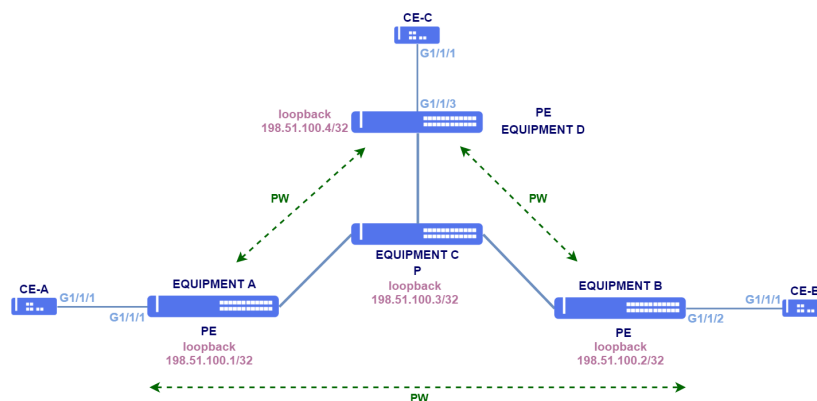 CE-C
G1/1/1
G1/1/3
loopback
198.51.100.4/32
PE
EQUIPMENT D
PW
PW
EQUIPMENT C
P
loopback
198.51.100.3/32
CE-A
G1/1/1
G1/1/1
EQUIPMENT A
PE
loopback
198.51.100.1/32
EQUIPMENT B
PE
loopback
198.51.100.2/32
G1/1/1
G1/1/2
CE-E
PW